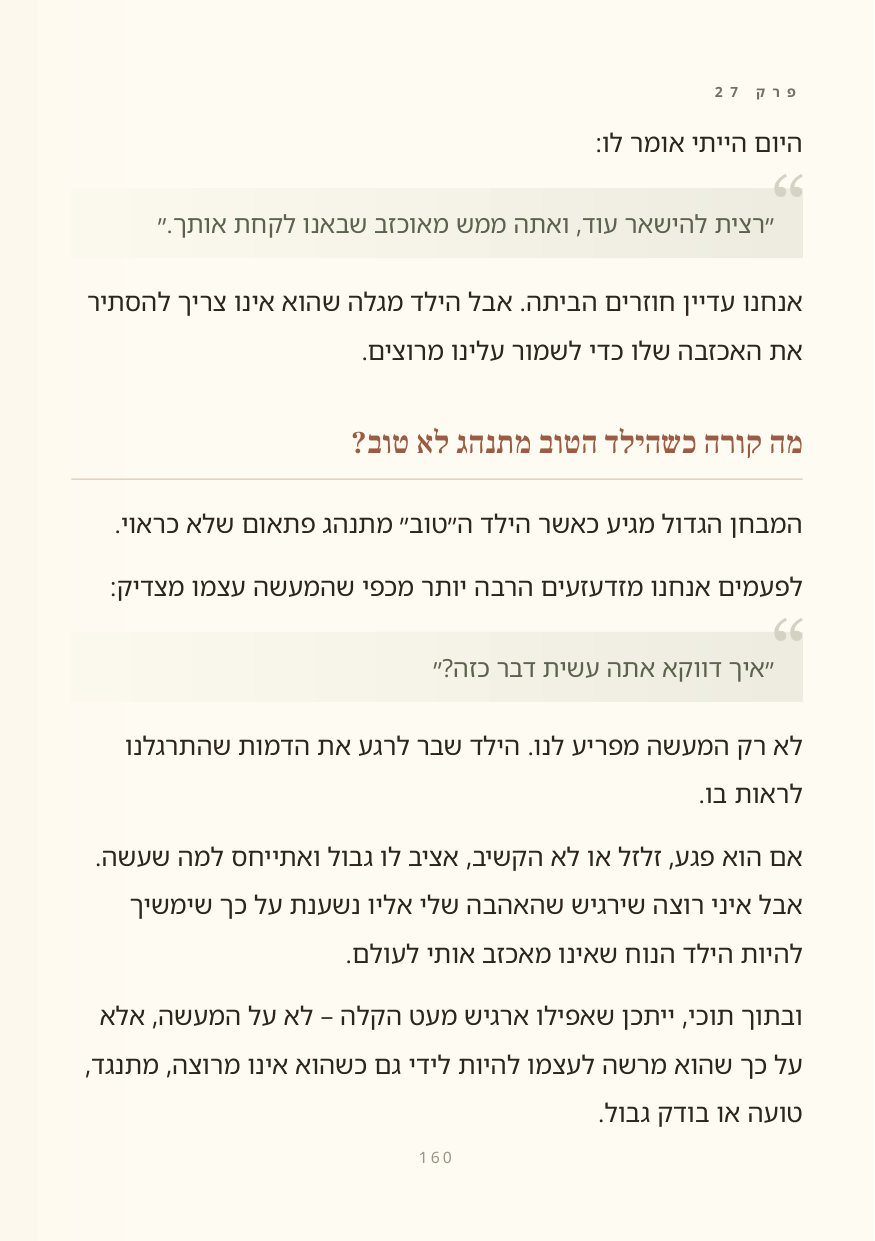 פרק 27
היום הייתי אומר לו:
״רצית להישאר עוד, ואתה ממש מאוכזב שבאנו לקחת אותך.״
אנחנו עדיין חוזרים הביתה. אבל הילד מגלה שהוא אינו צריך להסתיר
את האכזבה שלו כדי לשמור עלינו מרוצים.
מה קורה כשהילד הטוב מתנהג לא טוב?
המבחן הגדול מגיע כאשר הילד ה״טוב״ מתנהג פתאום שלא כראוי.
לפעמים אנחנו מזדעזעים הרבה יותר מכפי שהמעשה עצמו מצדיק:
״איך דווקא אתה עשית דבר כזה?״
לא רק המעשה מפריע לנו. הילד שבר לרגע את הדמות שהתרגלנו
לראות בו.
אם הוא פגע, זלזל או לא הקשיב, אציב לו גבול ואתייחס למה שעשה.
אבל איני רוצה שירגיש שהאהבה שלי אליו נשענת על כך שימשיך
להיות הילד הנוח שאינו מאכזב אותי לעולם.
ובתוך תוכי, ייתכן שאפילו ארגיש מעט הקלה – לא על המעשה, אלא
על כך שהוא מרשה לעצמו להיות לידי גם כשהוא אינו מרוצה, מתנגד,
טועה או בודק גבול.
160